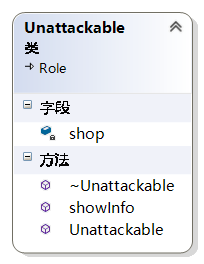 Unattackable
类
Role
字段
shop
方法
~Unattackable
showInfo
Unattackable